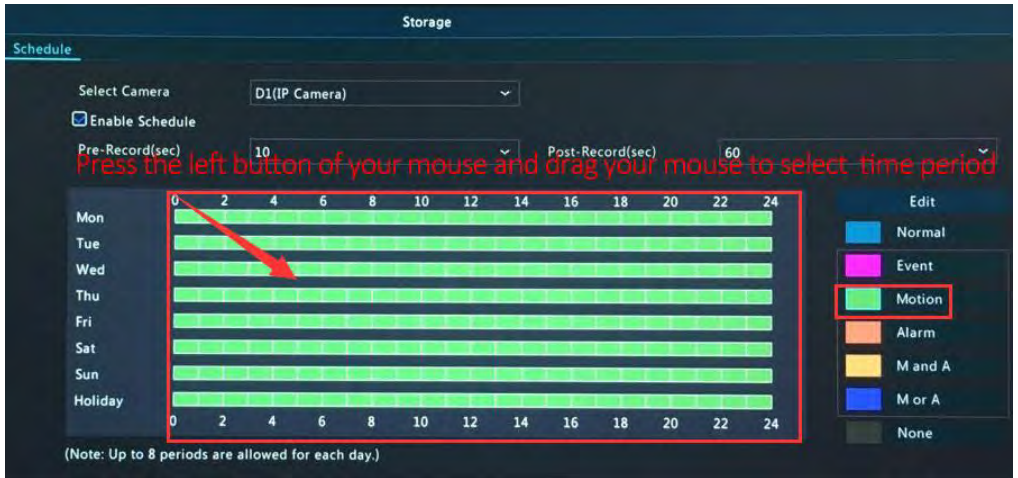 Storage
Schedule
Select Camera D1(IP Camera)
Enable Schedule
Pre-Record(sec) 10 Post-Record(sec) 60
Press the left button of your mouse and drag your mouse to select time period
0 2 4 6 8 10 12 14 16 18 20 22 24 Edit
Mon
Normal
Tue
Wed Event
Thu Motion
Fri
Alarm
Sat
Sun M and A
Holiday M or A
0 2 4 6 8 10 12 14 16 18 20 22 24
None
(Note: Up to 8 periods are allowed for each day.)